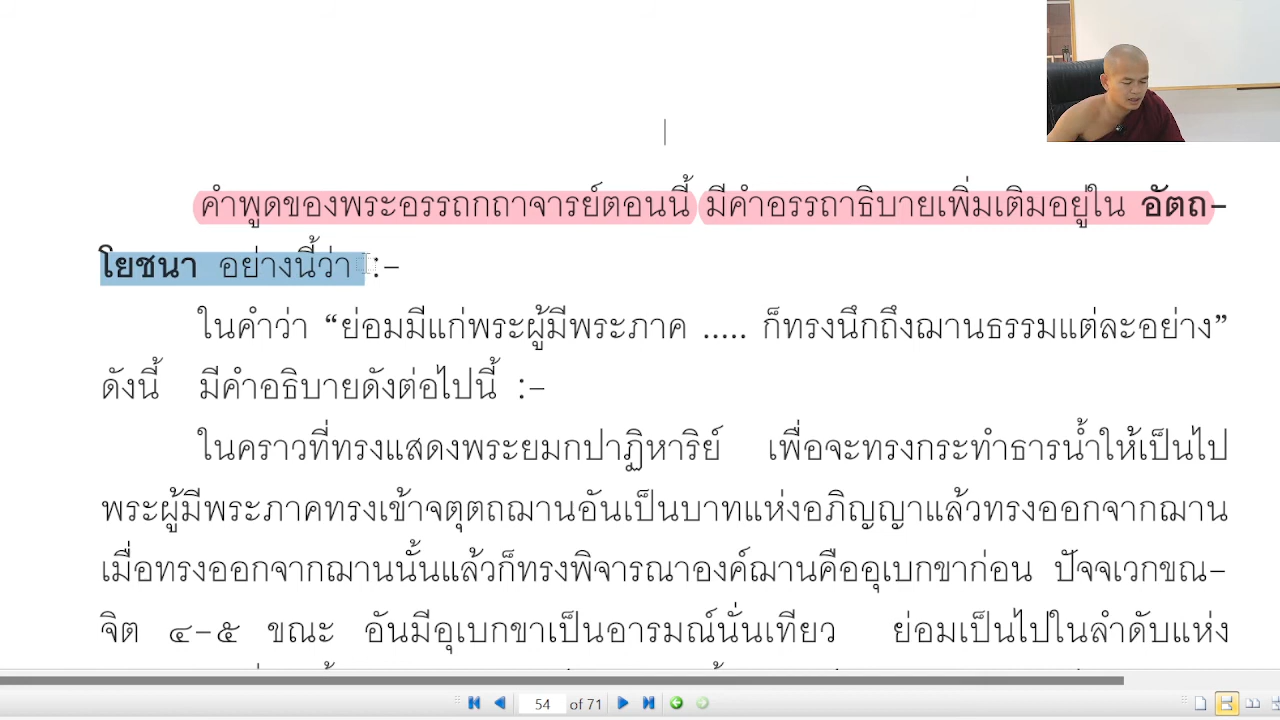 คำพูดของพระอรรถกถาจารย์ตอนนี้ มีคำอรรถาธิบายเพิ่มเติมอยู่ใน อัตถ-
โยชนา อย่างนี้ว่า :-
ในคำว่า “ย่อมมีแก่พระผู้มีพระภาค ..... ก็ทรงนึกถึงฌานธรรมแต่ละอย่าง”
ดังนี้ มีคำอธิบายดังต่อไปนี้ :-
ในคราวที่ทรงแสดงพระยมกปาฏิหาริย์ เพื่อจะทรงกระทำธารน้ำให้เป็นไป
พระผู้มีพระภาคทรงเข้าจตุตถฌานอันเป็นบาทแห่งอภิญญาแล้วทรงออกจากฌาน
เมื่อทรงออกจากฌานนั้นแล้วก็ทรงพิจารณาองค์ฌานคืออุเบกขาก่อน ปัจจเวกขณ-
จิต ๔-๕ ขณะ อันมีอุเบกขาเป็นอารมณ์นั่นเทียว ย่อมเป็นไปในลำดับแห่ง
54 of 71